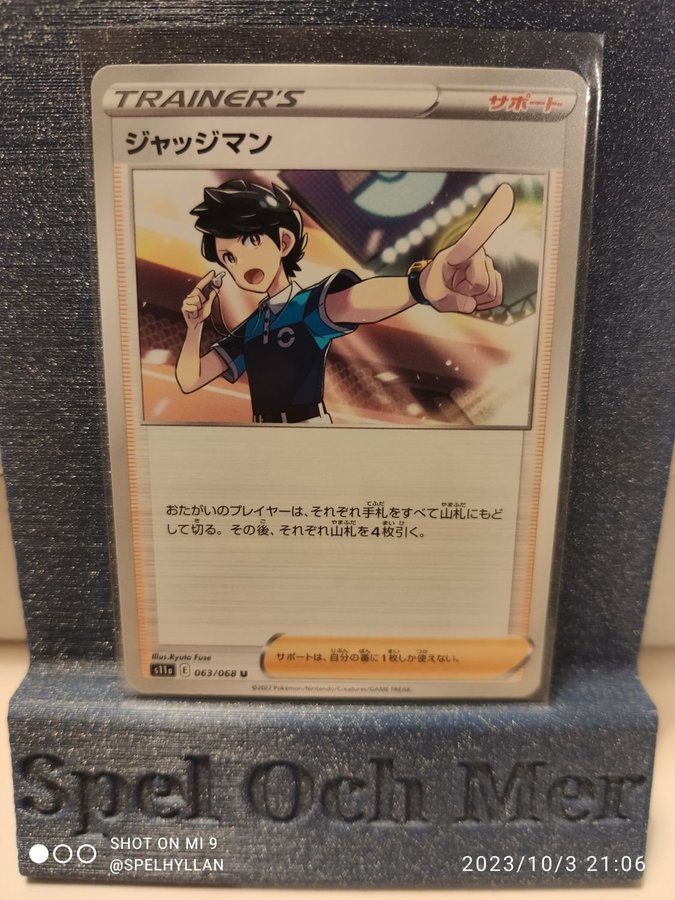 TRAINER'S サポート
ジャッジマン
おたがいのプレイヤーは、それぞれ手札をすべて山札にもど
して切る。その後、それぞれ山札を4枚引く。
Illus.Ryuta Fuse
サポートは、自分の番に1枚しか使えない。
s11a E 063/068 U
©2022 Pokémon/Nintendo/Creatures/GAME FREAK.
Spel Och Mer
SHOT ON MI 9
@SPELHYLLAN
2023/10/3 21:06